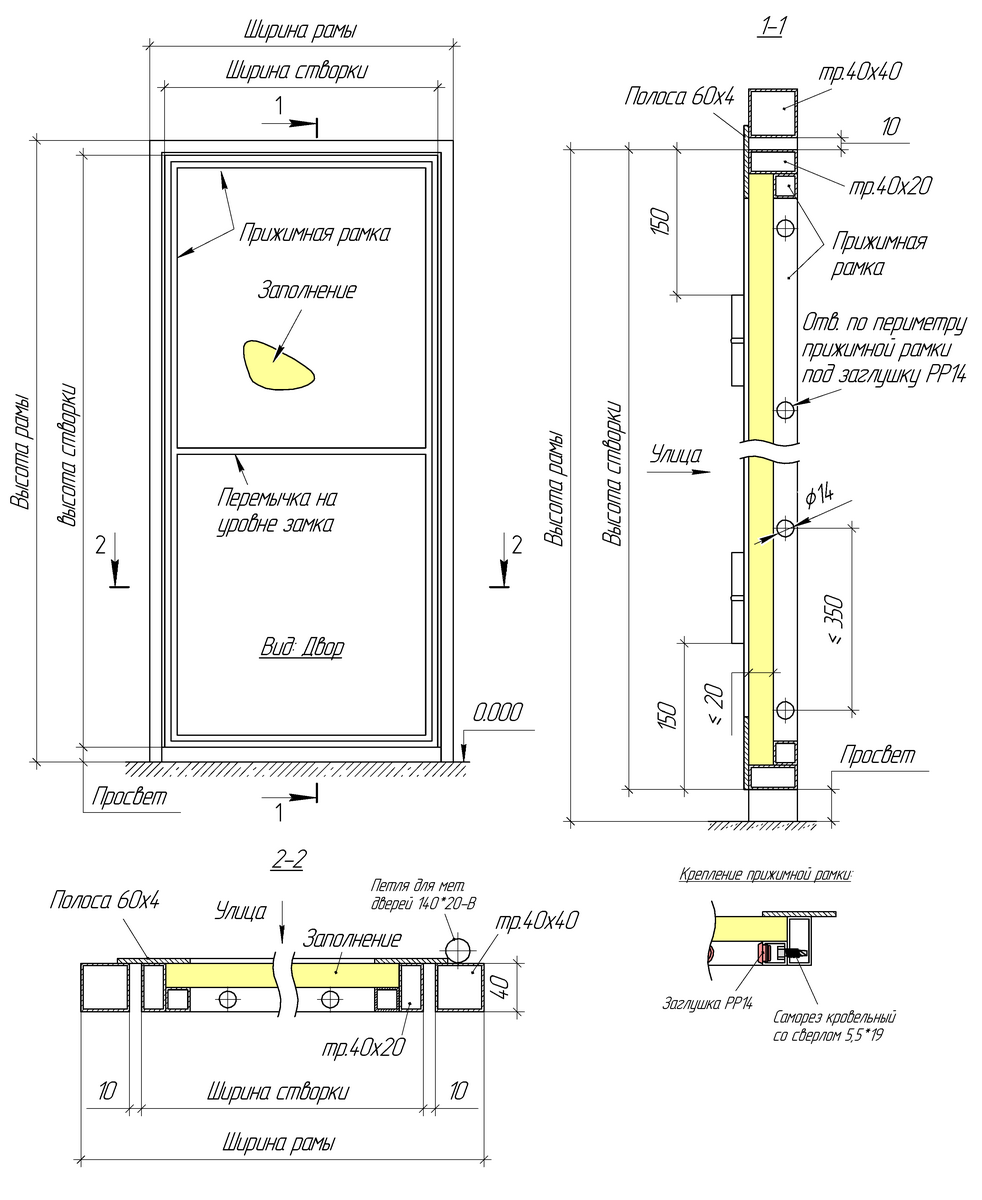 Ширина рамы
Ширина створки
1
Прижимная рамка
Заполнение
Высота рамы
высота створки
Перемычка на
уровне замка
2
2
Вид: Двор
0.000
Просвет
1
1-1
тр.40х40
Полоса 60х4
10
тр.40х20
150
Прижимная
рамка
Отв. по периметру
прижимной рамки
под заглушку РР14
Высота рамы
Высота створки
Улица
ϕ14
≤ 350
≤ 20
150
Просвет
2-2
Полоса 60х4
Улица
Петля для мет.
дверей 140*20-В
Заполнение
тр.40х40
40
тр.40х20
10
Ширина створки
10
Ширина рамы
Крепление прижимной рамки:
Заглушка РР14
Саморез кровельный
со сверлом 5,5*19